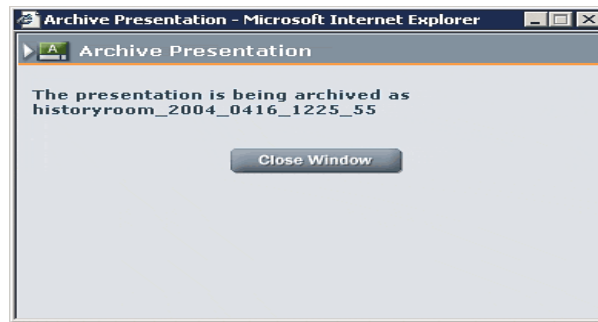 Archive Presentation - Microsoft Internet Explorer
A Archive Presentation
The presentation is being archived as
historyroom_2004_0416_1225_55
Close Window